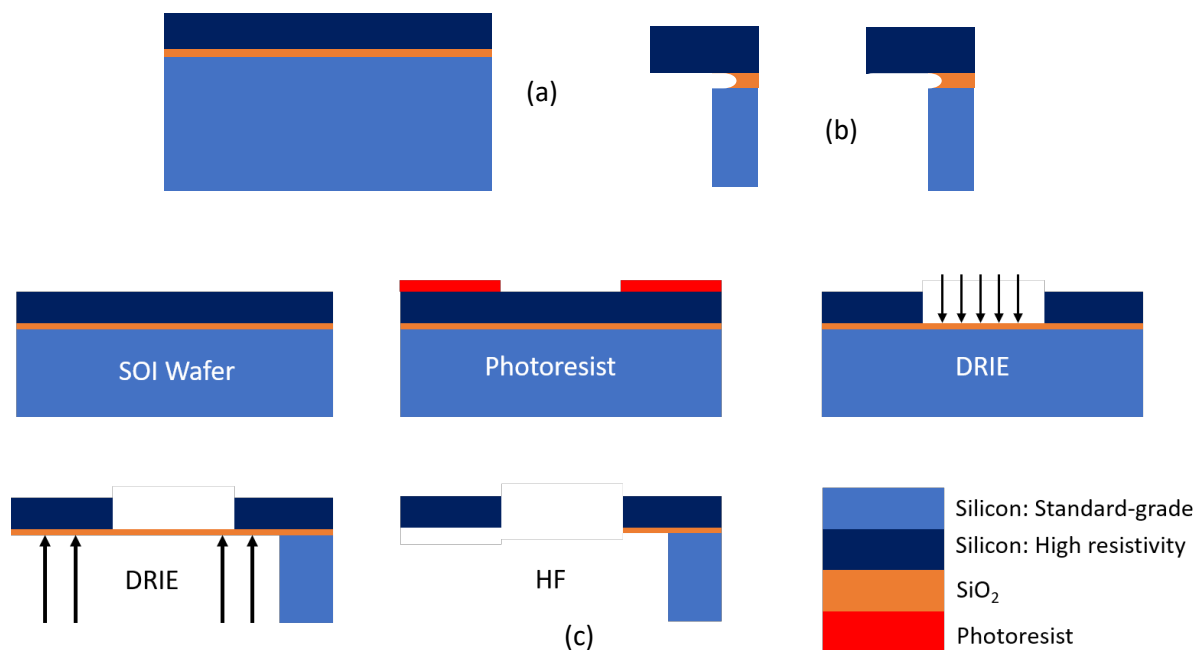 (a)
(b)
SOI Wafer
Photoresist
DRIE
DRIE
HF
(c)
Silicon: Standard-grade
Silicon: High resistivity
SiO₂
Photoresist